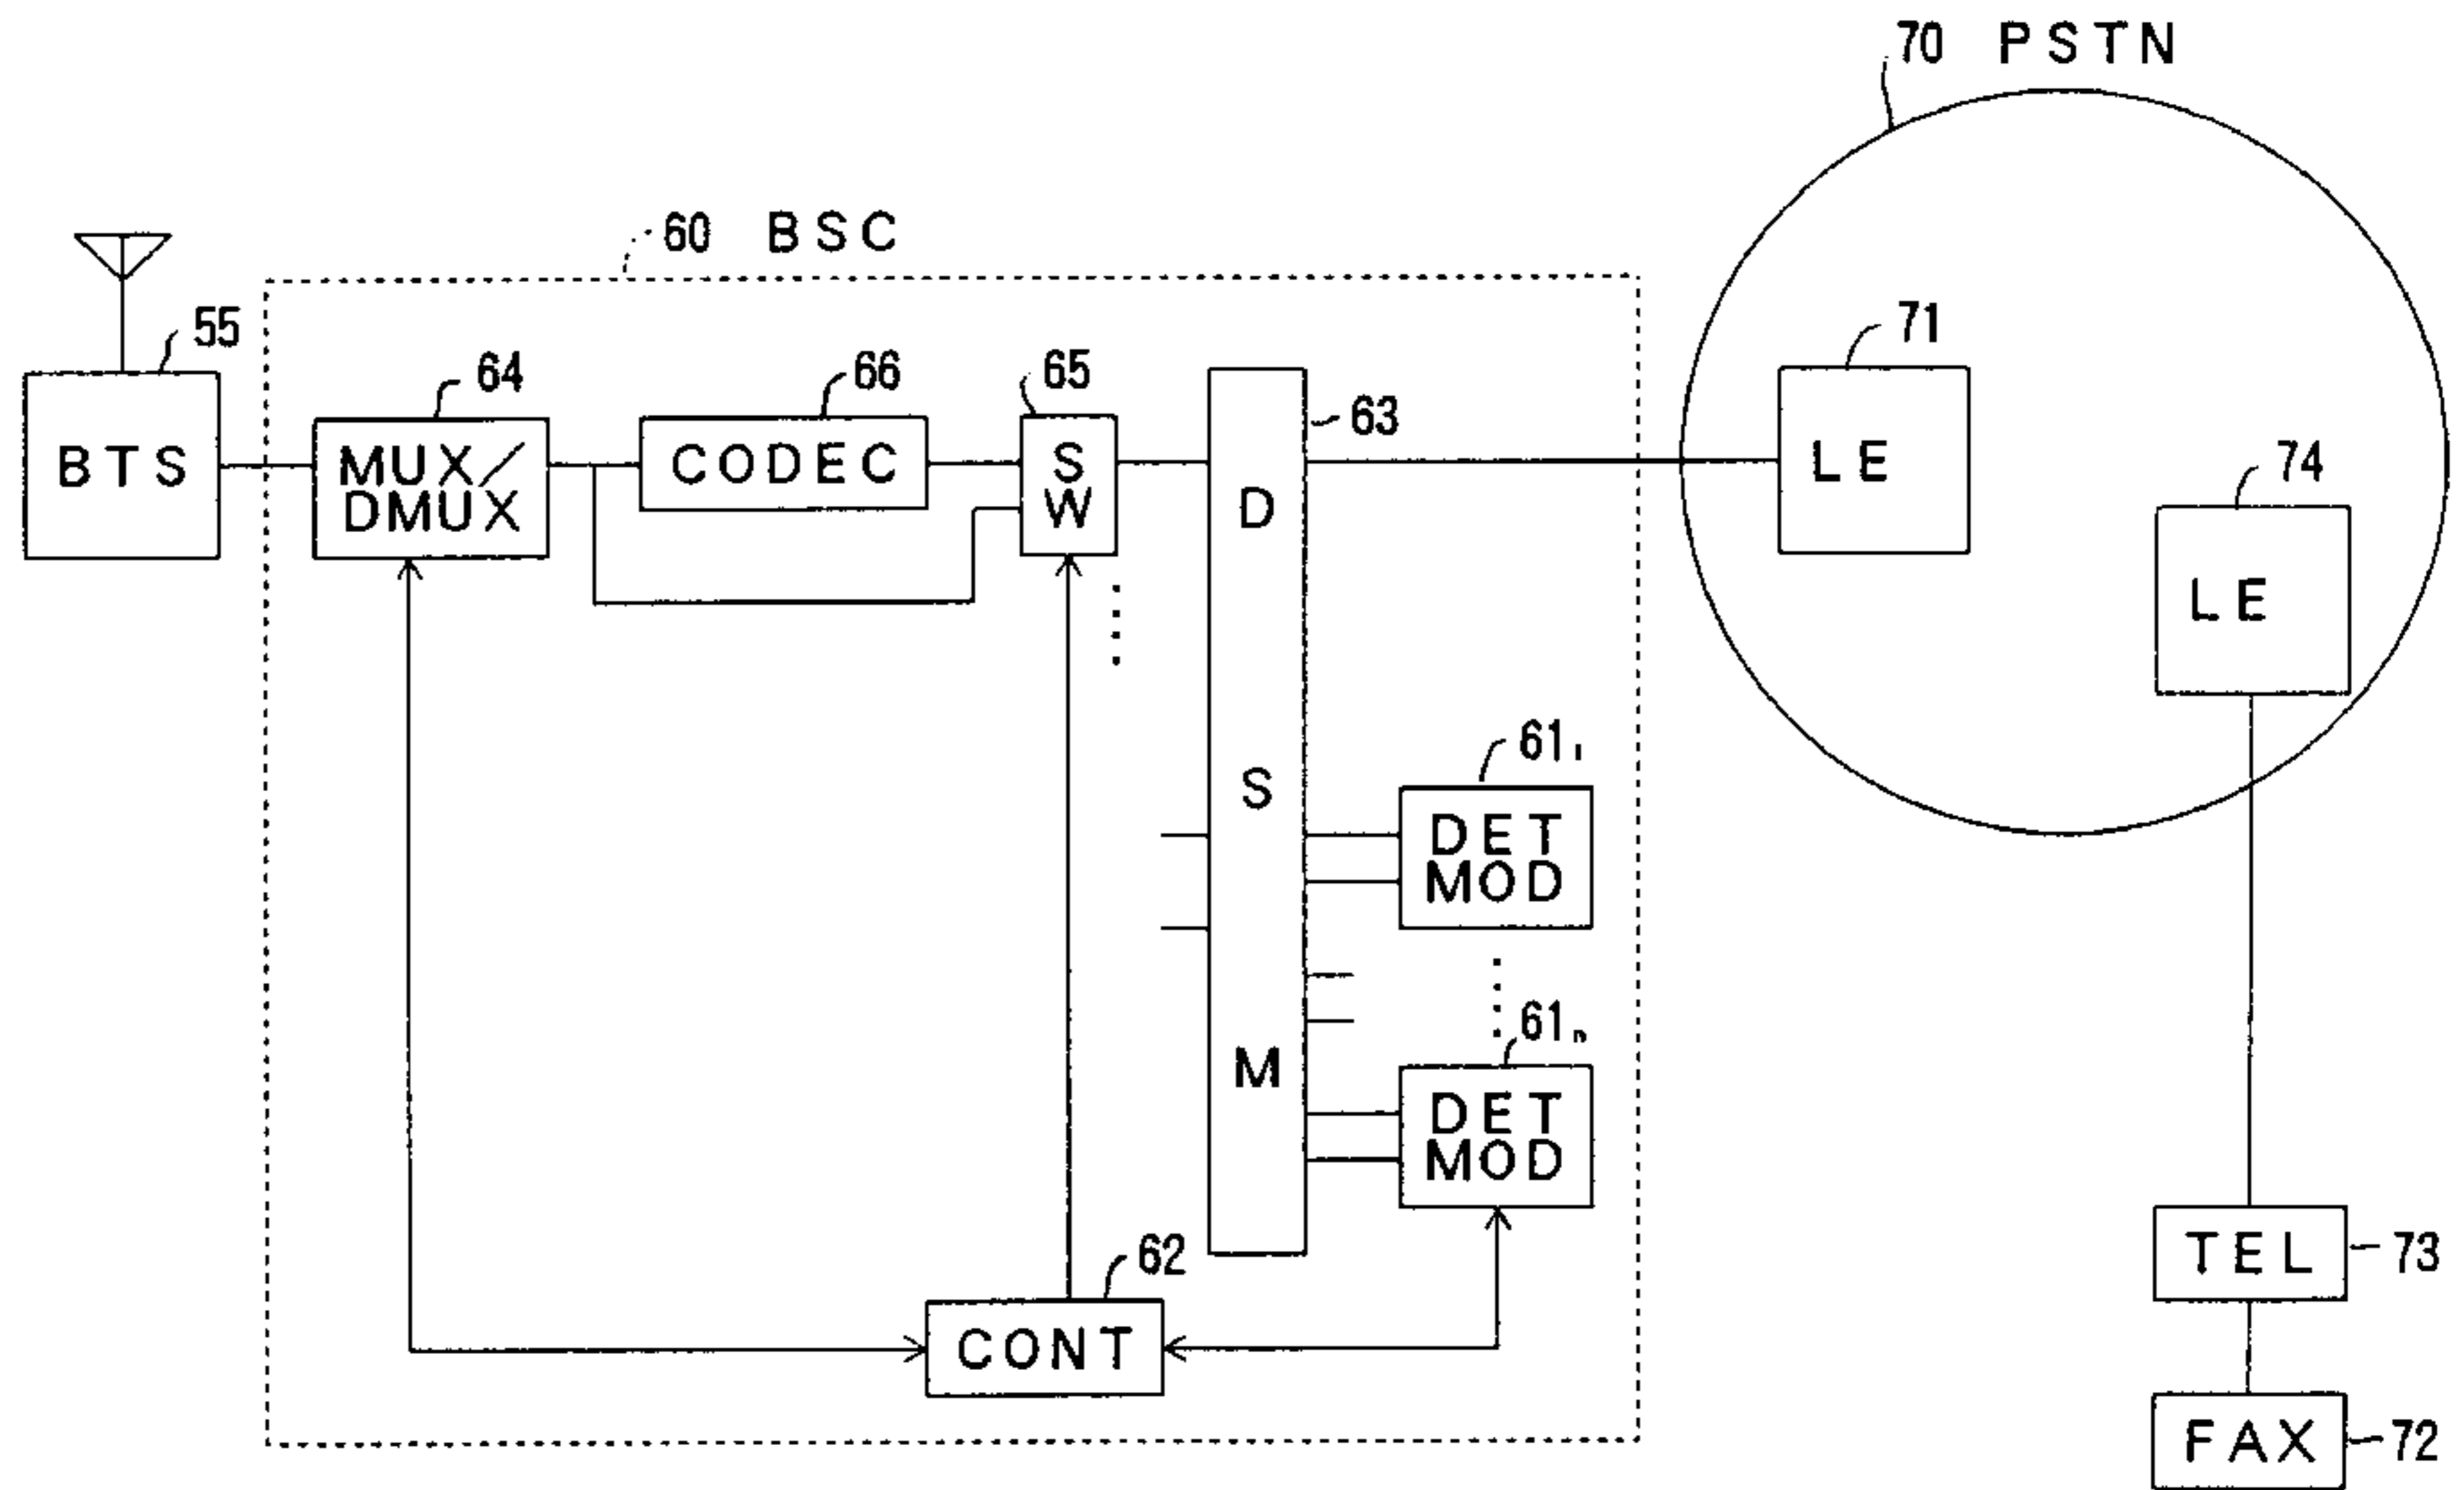 70 PSTN
60 BSC
55
64
66
65
63
71
74
BTS
MUX/
DMUX
CODEC
S
W
D
S
M
LE
LE
61₁
DET
MOD
61ₙ
DET
MOD
62
CONT
TEL
73
FAX
72